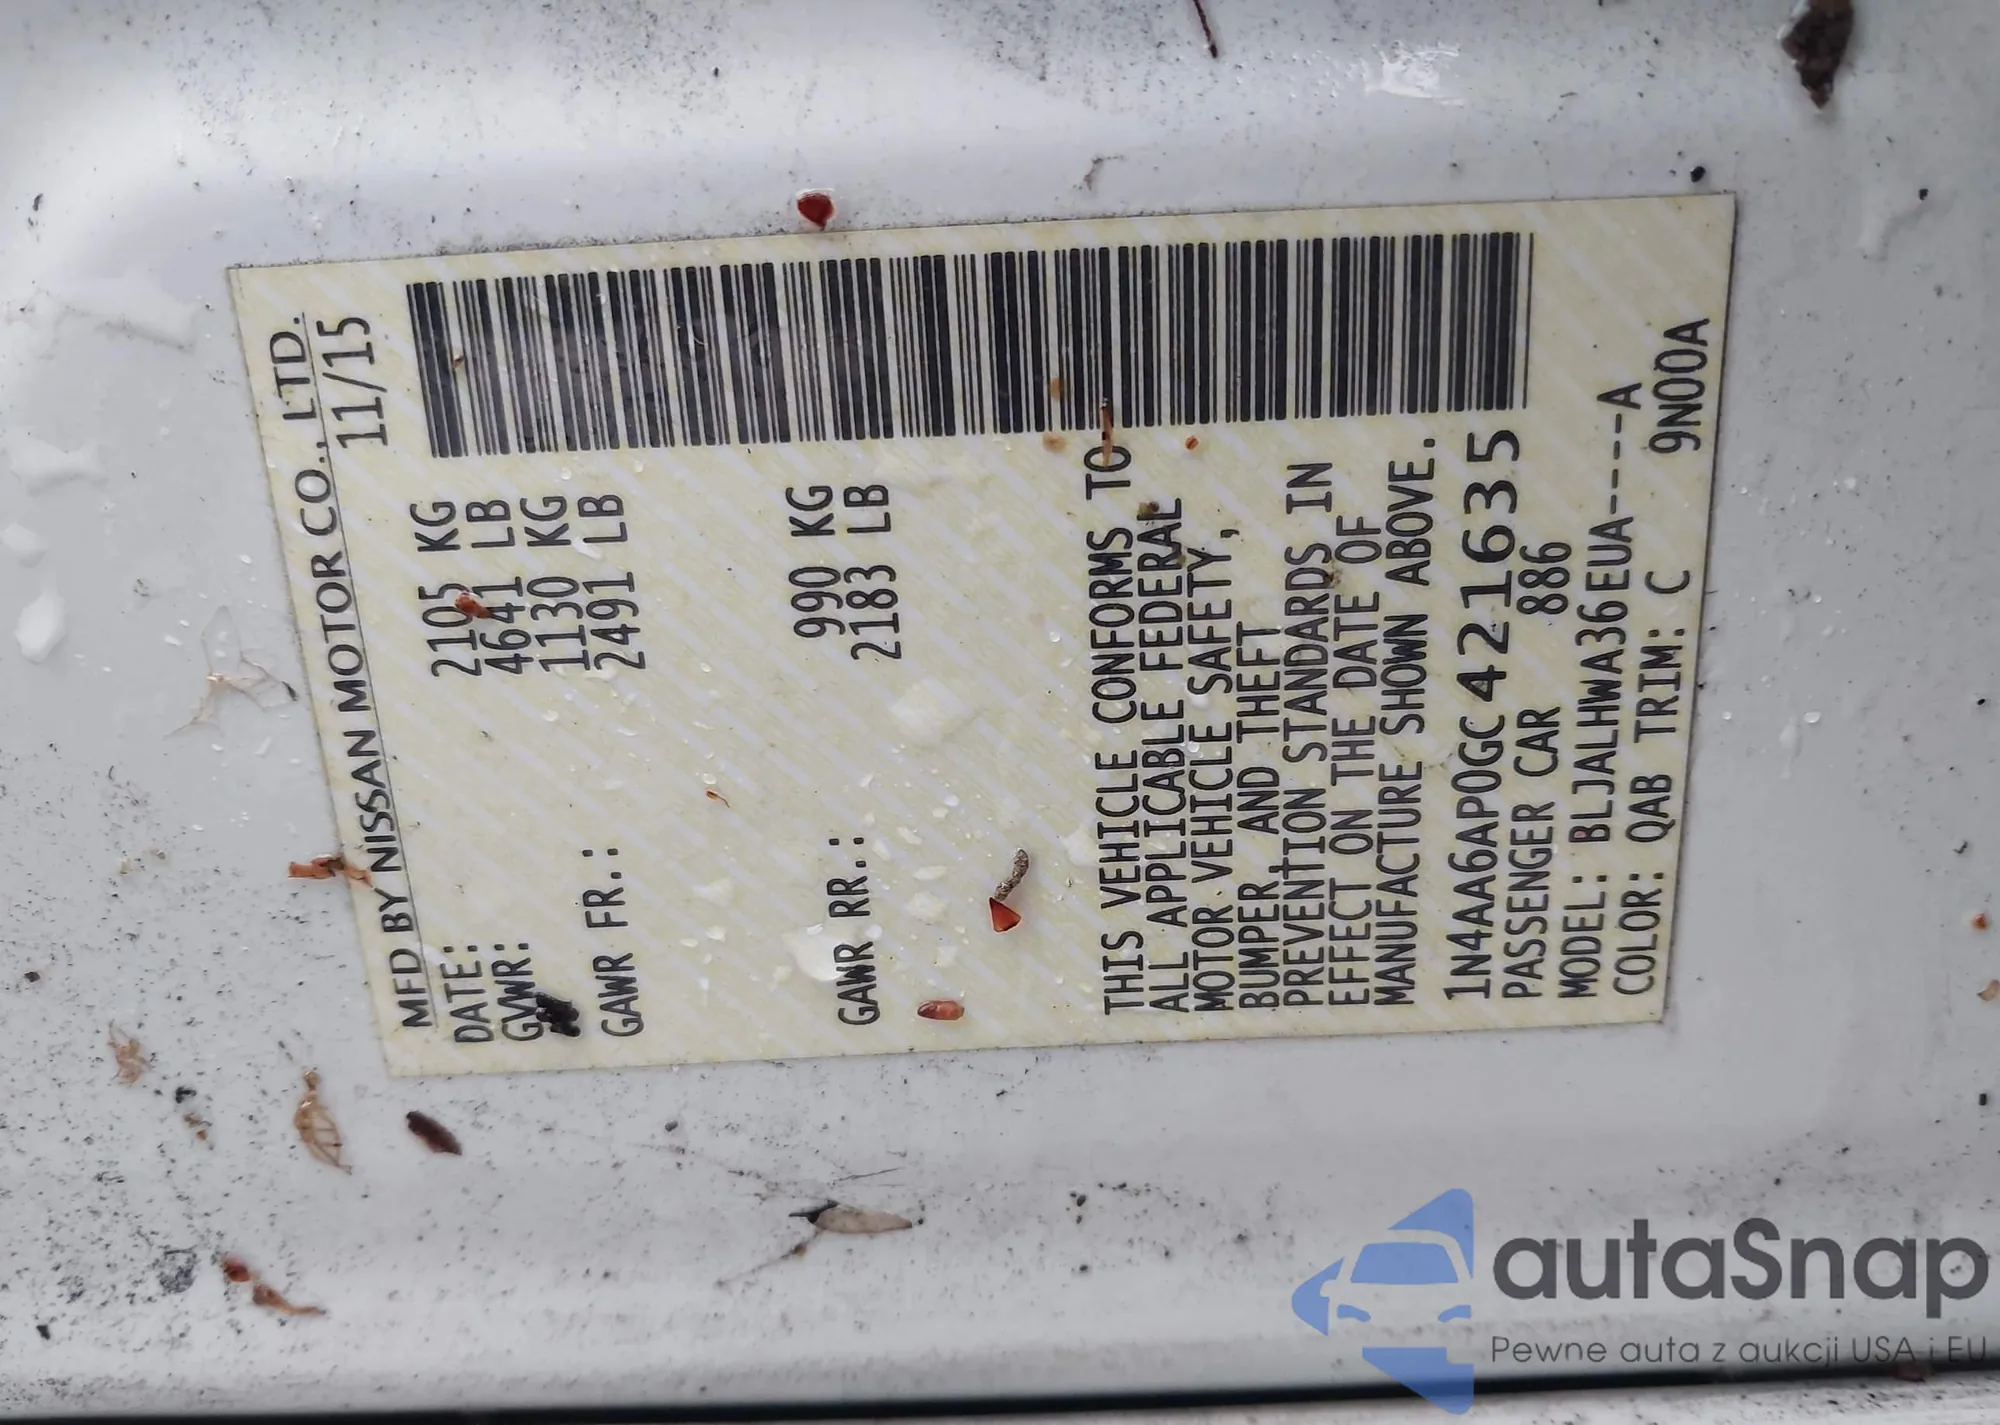 MFD BY NISSAN MOTOR CO., LTD.
DATE: 11/15
GVWR: 2105 KG
4641 LB
GAWR FR.: 1130 KG
2491 LB
GAWR RR.: 990 KG
2183 LB
THIS VEHICLE CONFORMS TO
ALL APPLICABLE FEDERAL
MOTOR VEHICLE SAFETY,
BUMPER, AND THEFT
PREVENTION STANDARDS IN
EFFECT ON THE DATE OF
MANUFACTURE SHOWN ABOVE.
1N4AA6AP0GC421635
PASSENGER CAR 886
MODEL: BLJALHWA36EUA-----A
COLOR: QAB TRIM: C 9N00A
autaSnap
Pewne auta z aukcji USA i EU